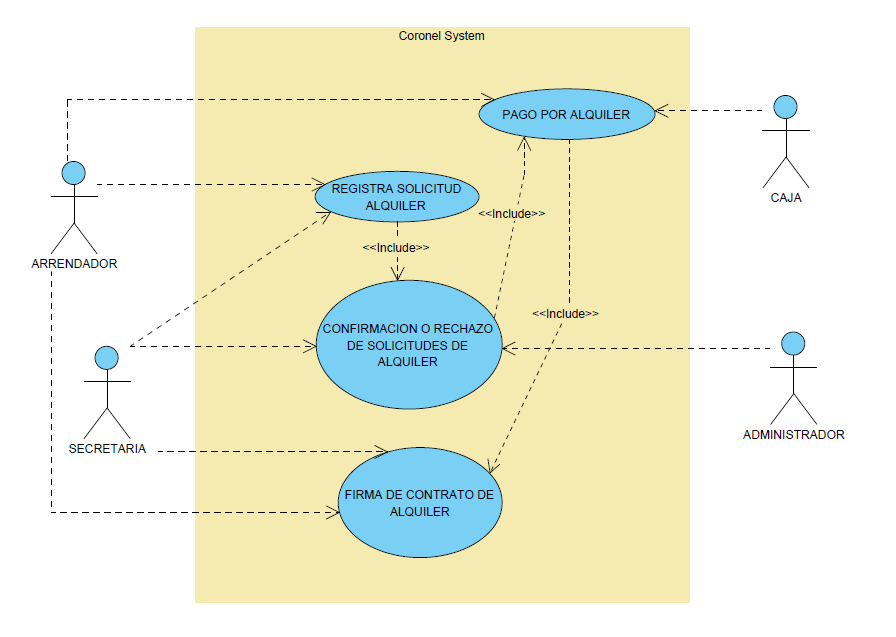 Coronel System
PAGO POR ALQUILER
CAJA
REGISTRA SOLICITUD
ALQUILER
<<Include>>
<<Include>>
ARRENDADOR
<<Include>>
CONFIRMACION O RECHAZO
DE SOLICITUDES DE
ALQUILER
SECRETARIA
ADMINISTRADOR
FIRMA DE CONTRATO DE
ALQUILER